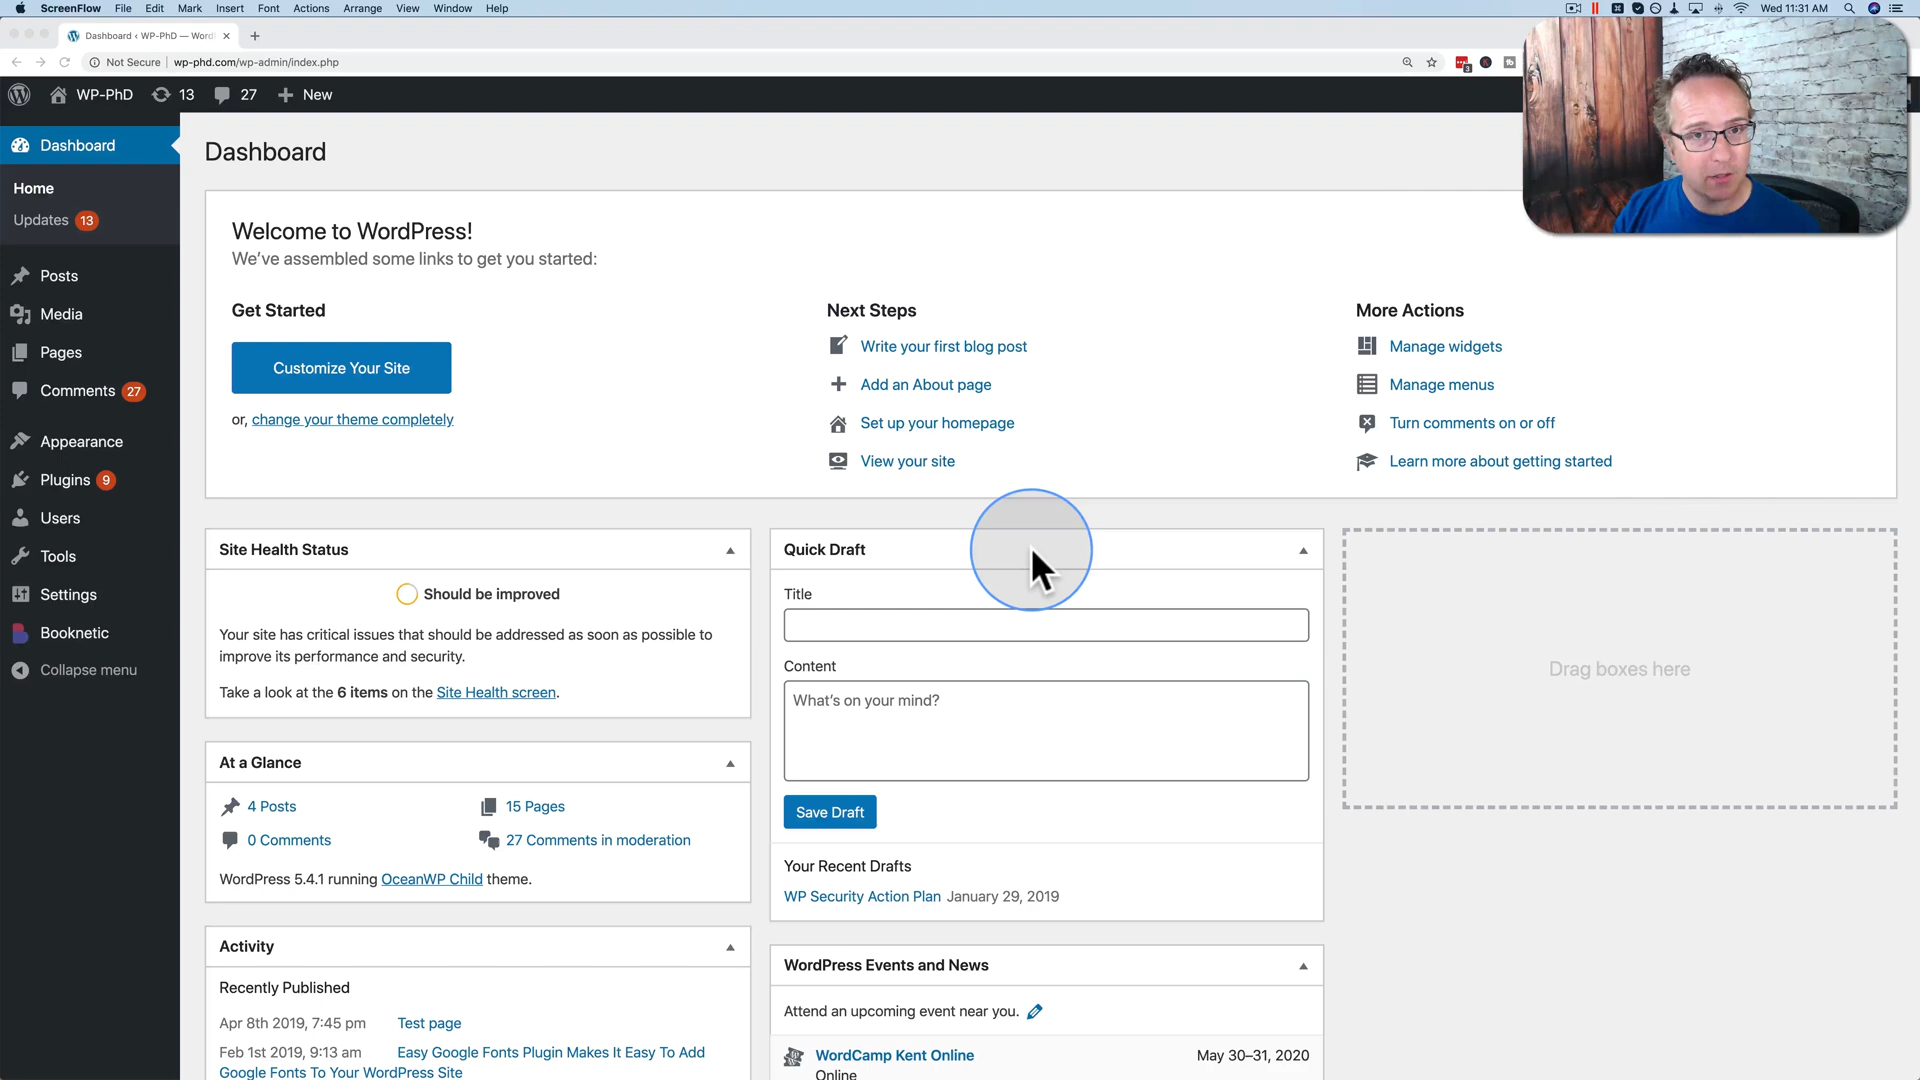 ScreenFlow File Edit Mark Insert Font Actions Arrange View Window Help
Wed 11:31 AM
Dashboard ‹ WP-PhD — Word
Not Secure | wp-phd.com/wp-admin/index.php
3
WP-PhD 13 27 New
Dashboard
Home
Updates 13
Posts
Media
Pages
Comments 27
Appearance
Plugins 9
Users
Tools
Settings
Booknetic
Collapse menu
Dashboard
Welcome to WordPress!
We've assembled some links to get you started:
Get Started
Customize Your Site
or, change your theme completely
Next Steps
Write your first blog post
Add an About page
Set up your homepage
View your site
More Actions
Manage widgets
Manage menus
Turn comments on or off
Learn more about getting started
Site Health Status
Should be improved
Your site has critical issues that should be addressed as soon as possible to
improve its performance and security.
Take a look at the 6 items on the Site Health screen.
At a Glance
4 Posts
15 Pages
0 Comments
27 Comments in moderation
WordPress 5.4.1 running OceanWP Child theme.
Activity
Recently Published
Apr 8th 2019, 7:45 pm Test page
Feb 1st 2019, 9:13 am Easy Google Fonts Plugin Makes It Easy To Add
Google Fonts To Your WordPress Site
Quick Draft
Title
Content
What's on your mind?
Save Draft
Your Recent Drafts
WP Security Action Plan January 29, 2019
WordPress Events and News
Attend an upcoming event near you.
WordCamp Kent Online May 30–31, 2020
Online
Drag boxes here